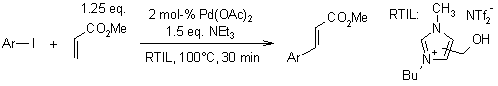 1.25 eq.
Ar—I + CO2Me
2 mol-% Pd(OAc)2
1.5 eq. NEt3
RTIL, 100°C, 30 min
Ar CO2Me
RTIL: CH3 NTf2-
N
OH
N+
Bu